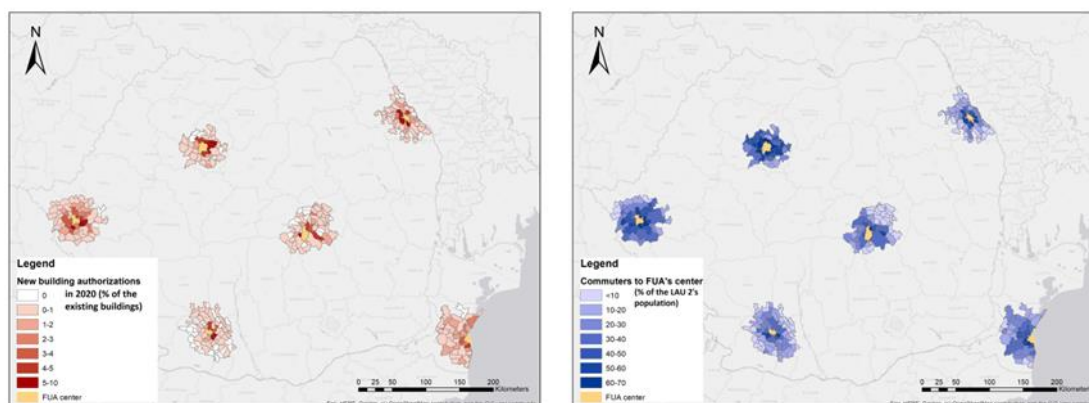 N
Legend
New building authorizations
in 2020 (% of the
existing buildings)
0
0-1
1-2
2-3
3-4
4-5
5-10
FUA center
0 25 50 100 150 200
Kilometers
N
Legend
Commuters to FUA's center
(% of the LAU 2's
population)
<10
10-20
20-30
30-40
40-50
50-60
60-70
FUA center
0 25 50 100 150 200
Kilometers